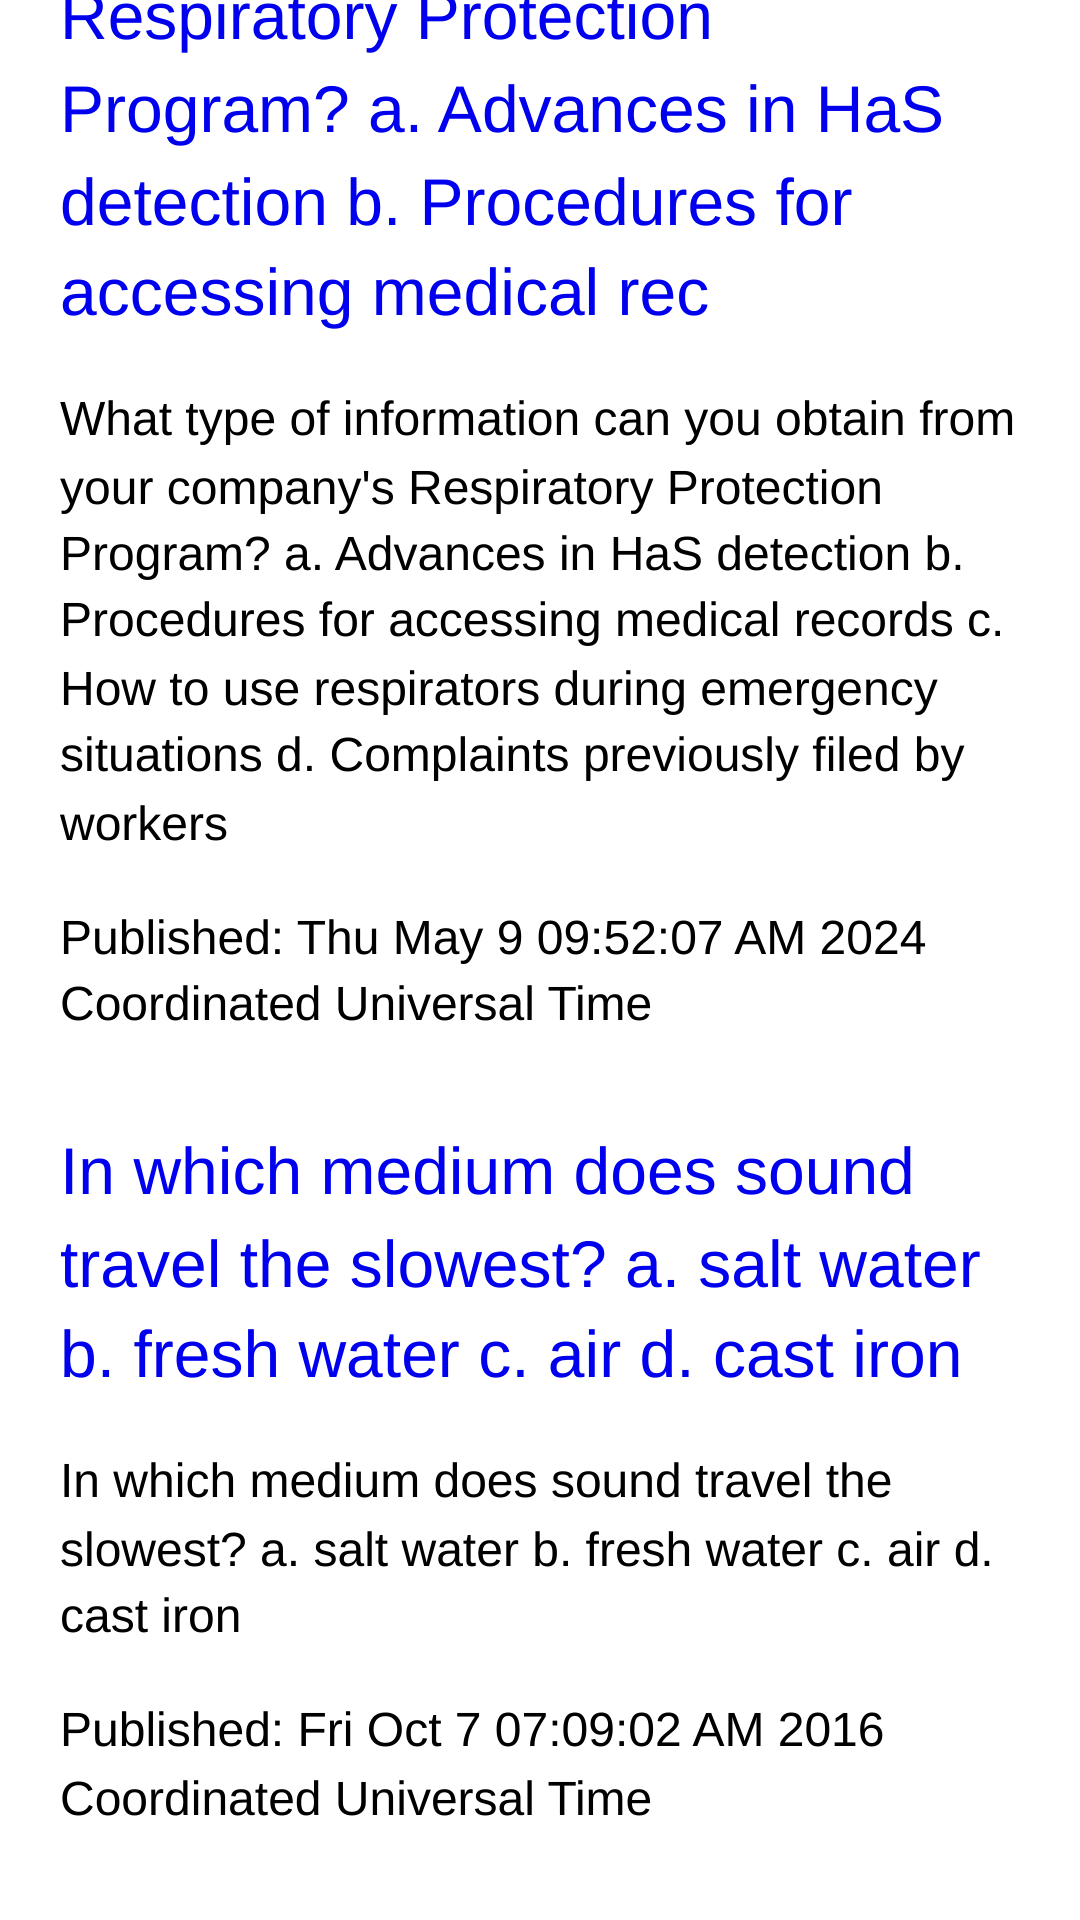 Respiratory Protection
Program? a. Advances in HaS
detection b. Procedures for
accessing medical rec
What type of information can you obtain from
your company's Respiratory Protection
Program? a. Advances in HaS detection b.
Procedures for accessing medical records c.
How to use respirators during emergency
situations d. Complaints previously filed by
workers
Published: Thu May 9 09:52:07 AM 2024
Coordinated Universal Time
In which medium does sound
travel the slowest? a. salt water
b. fresh water c. air d. cast iron
In which medium does sound travel the
slowest? a. salt water b. fresh water c. air d.
cast iron
Published: Fri Oct 7 07:09:02 AM 2016
Coordinated Universal Time